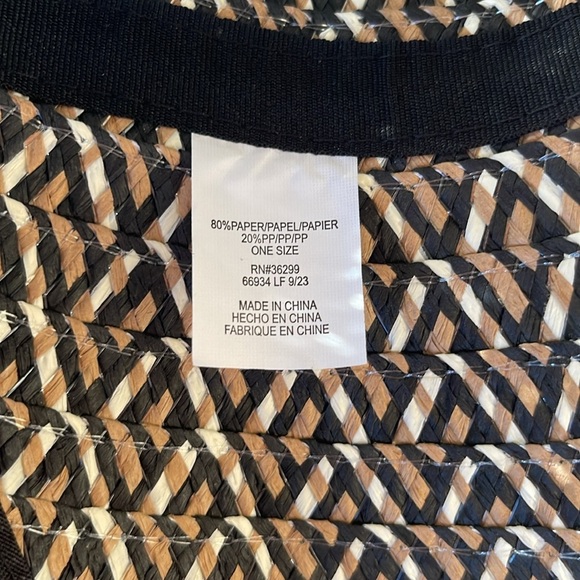 80%PAPER/PAPEL/PAPIER
20%PP/PP/PP
ONE SIZE
RN#36299
66934 LF 9/23
MADE IN CHINA
HECHO EN CHINA
FABRIQUE EN CHINE